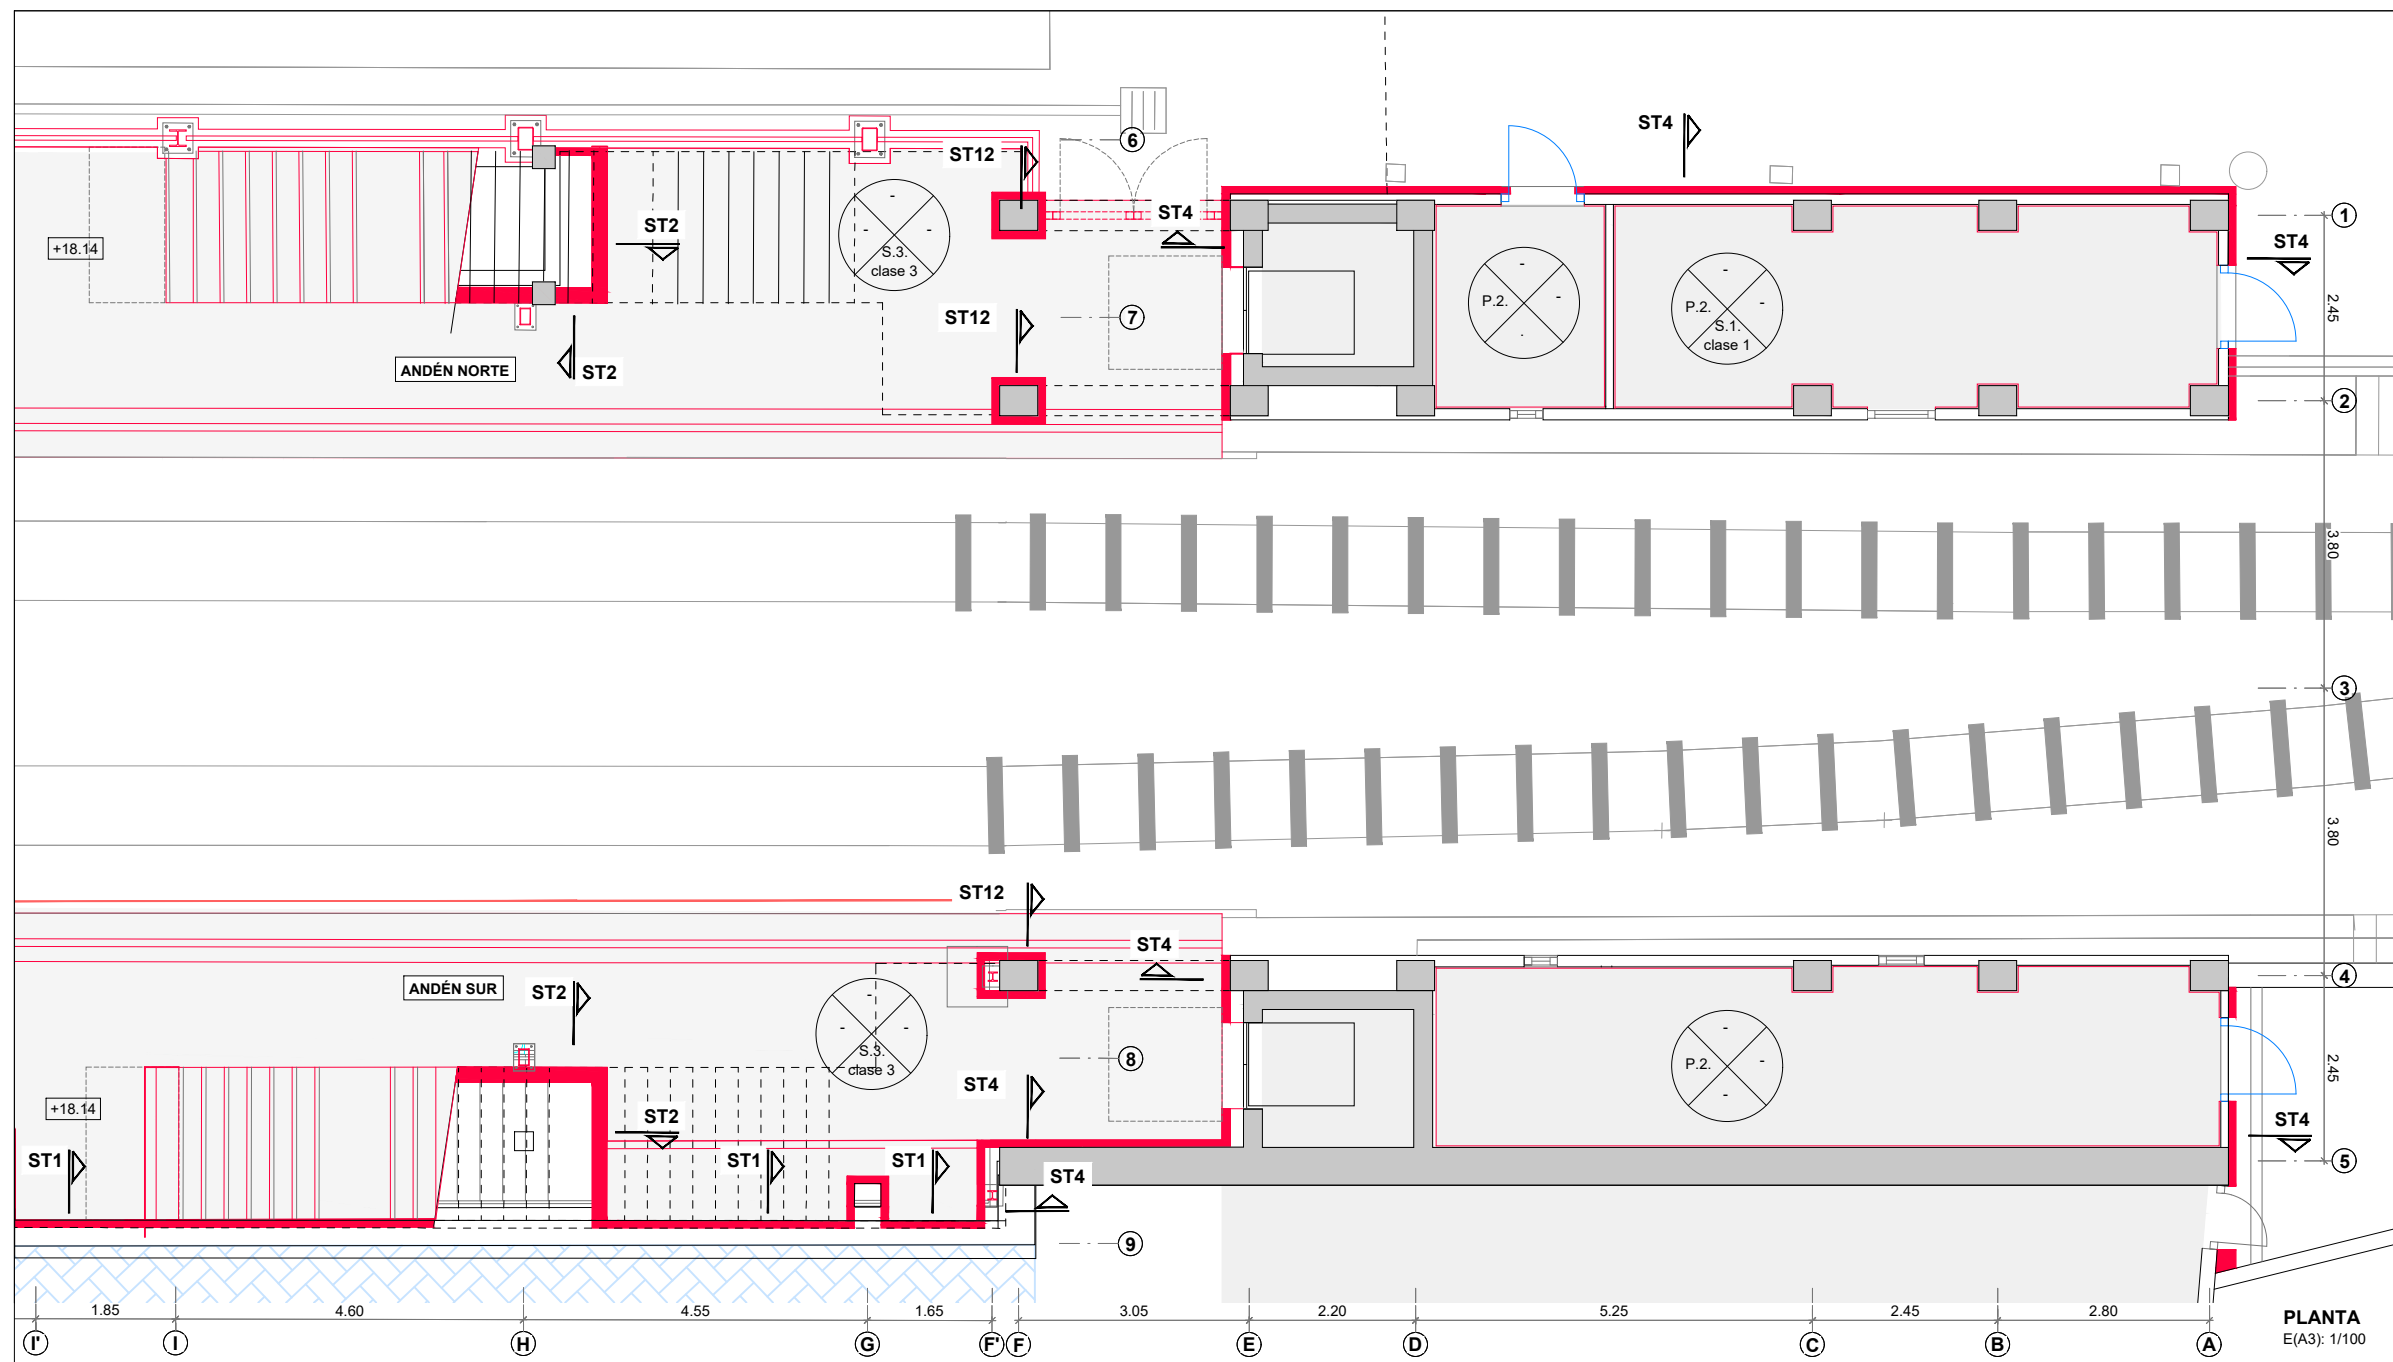 6
ST4
ST12
1
ST4
ST2
-
-
-
S.3.
clase 3
+18.14
ST4
-
P.2.
-
.
-
P.2.
-
S.1.
clase 1
2.45
ST12
7
ANDÉN NORTE
ST2
2
3.80
3
3.80
ST12
ST4
4
ANDÉN SUR
ST2
-
-
-
S.3.
clase 3
8
-
P.2.
-
-
2.45
ST4
+18.14
ST2
ST4
ST1
ST1
ST1
5
ST4
9
1.85
4.60
4.55
1.65
3.05
2.20
5.25
2.45
2.80
I'
I
H
G
F'
F
E
D
C
B
A
PLANTA
E(A3): 1/100